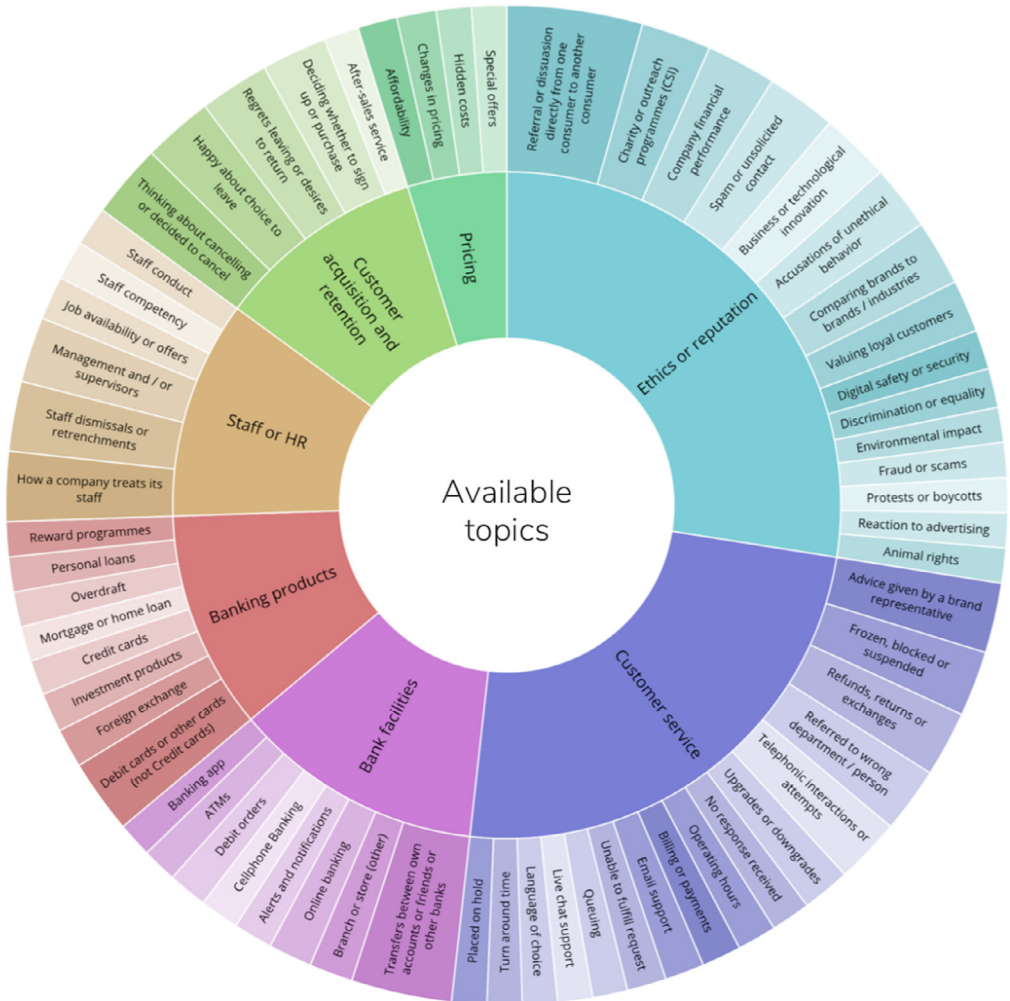 Available
topics
Ethics or reputation
Referral or dissuasion
directly from one
consumer to another
consumer
Charity or outreach
programmes (CSI)
Company financial
performance
Spam or unsolicited
contact
Business or technological
innovation
Accusations of unethical
behavior
Comparing brands to
brands / industries
Valuing loyal customers
Digital safety or security
Discrimination or equality
Environmental impact
Fraud or scams
Protests or boycotts
Reaction to advertising
Animal rights
Customer service
Advice given by a brand
representative
Frozen, blocked or
suspended
Refunds, returns or
exchanges
Referred to wrong
department / person
Telephonic interactions or
attempts
Upgrades or downgrades
No response received
Operating hours
Billing or payments
Email support
Unable to fulfill request
Queuing
Live chat support
Language of choice
Turn around time
Placed on hold
Bank facilities
Transfers between own
accounts or friends or
other banks
Branch or store (other)
Online banking
Alerts and notifications
Cellphone Banking
Debit orders
ATMs
Banking app
Banking products
Debit cards or other cards
(not Credit cards)
Foreign exchange
Investment products
Credit cards
Mortgage or home loan
Overdraft
Personal loans
Reward programmes
Staff or HR
How a company treats its
staff
Staff dismissals or
retrenchments
Management and / or
supervisors
Job availability or offers
Staff competency
Staff conduct
Customer
acquisition and
retention
Thinking about cancelling
or decided to cancel
Happy about choice to
leave
Regrets leaving or desires
to return
Deciding whether to sign
up or purchase
After-sales service
Pricing
Affordability
Changes in pricing
Hidden costs
Special offers